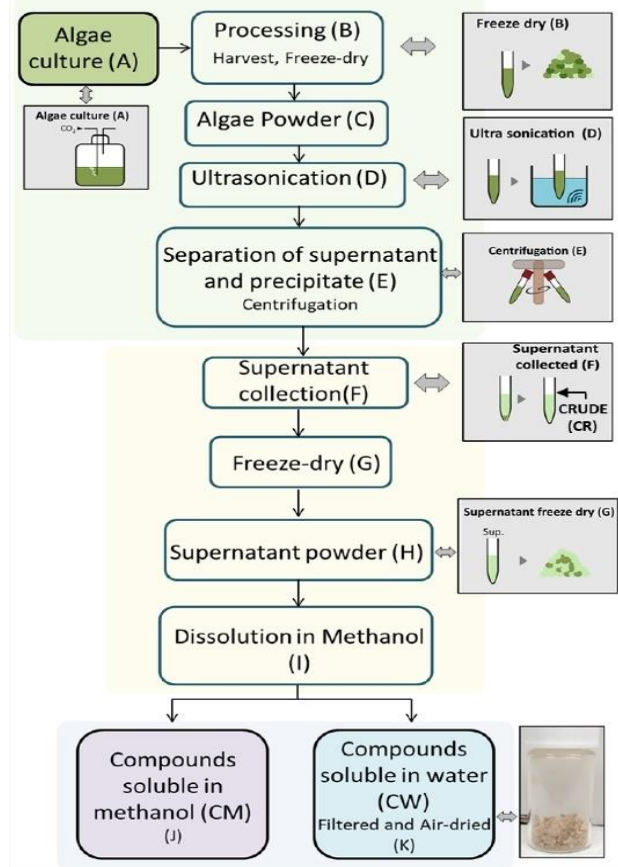 Algae
culture (A)
Processing (B)
Harvest, Freeze-dry
Freeze dry (B)
Algae culture (A)
CO₂
Algae Powder (C)
Ultra sonication (D)
Ultrasonication (D)
Separation of supernatant
and precipitate (E)
Centrifugation
Centrifugation (E)
Supernatant
collection(F)
Supernatant
collected (F)
CRUDE
(CR)
Freeze-dry (G)
Supernatant freeze dry (G)
Sup.
Supernatant powder (H)
Dissolution in Methanol
(I)
Compounds
soluble in
methanol (CM)
(J)
Compounds
soluble in water
(CW)
Filtered and Air-dried
(K)